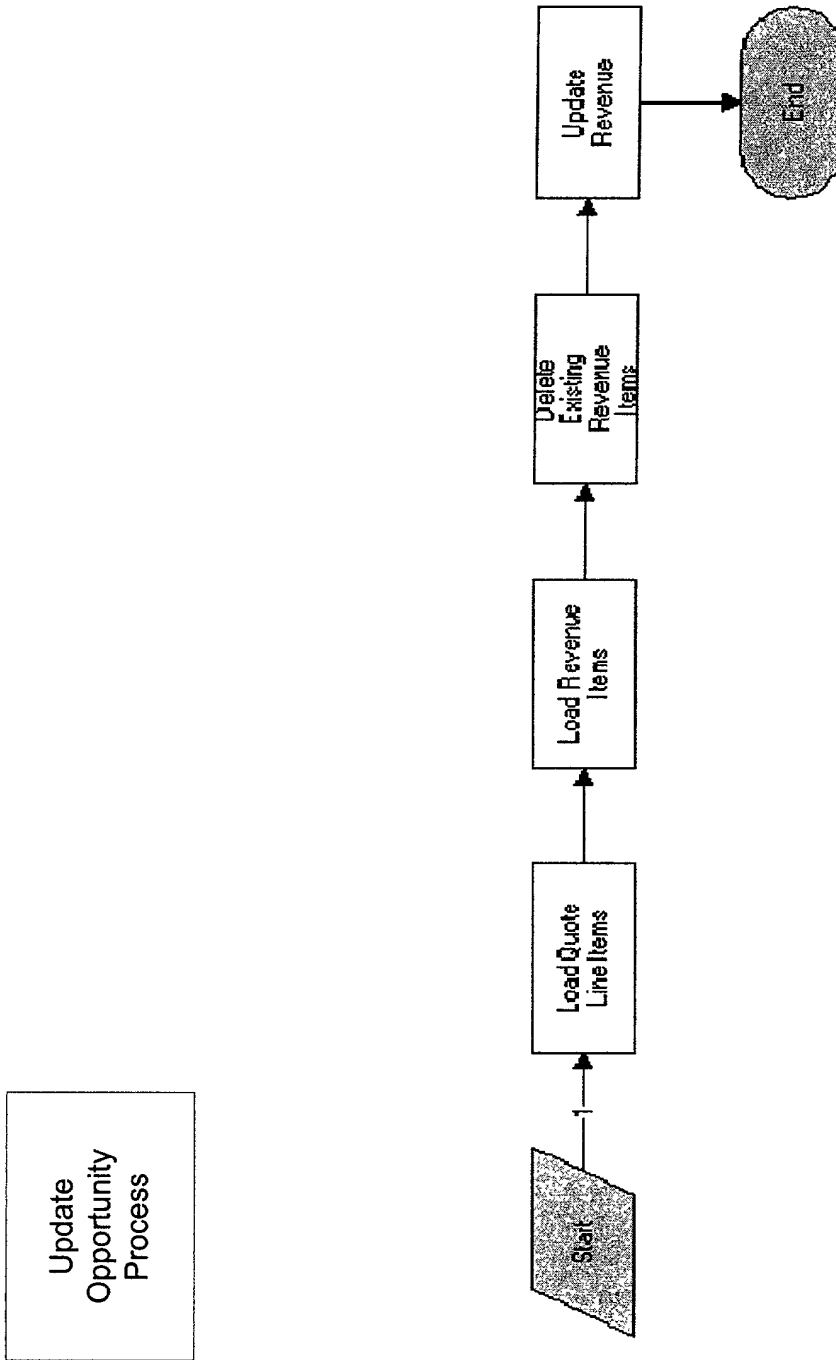 Update
Opportunity
Process
Start
1
Load Quote
Line Items
Load Revenue
Items
Delete
Existing
Revenue
Items
Update
Revenue
End